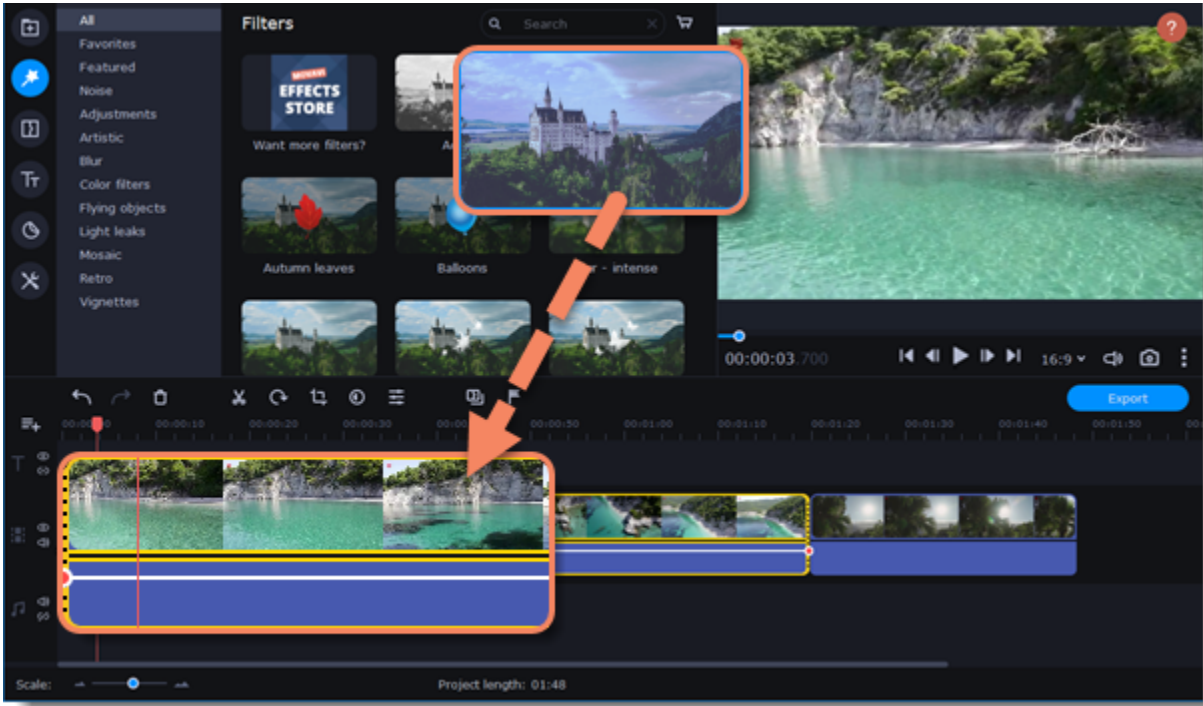 All
Favorites
Featured
Noise
Adjustments
Artistic
Blur
Color filters
Flying objects
Light leaks
Mosaic
Retro
Vignettes
Filters
Search
MOVAVI
EFFECTS
STORE
Want more filters?
Autumn leaves
Balloons
- intense
?
00:00:03.700
16:9
Export
00:00:10
00:00:20
00:00:30
00:00:50
00:01:00
00:01:10
00:01:20
00:01:30
00:01:40
00:01:50
Scale:
Project length: 01:48